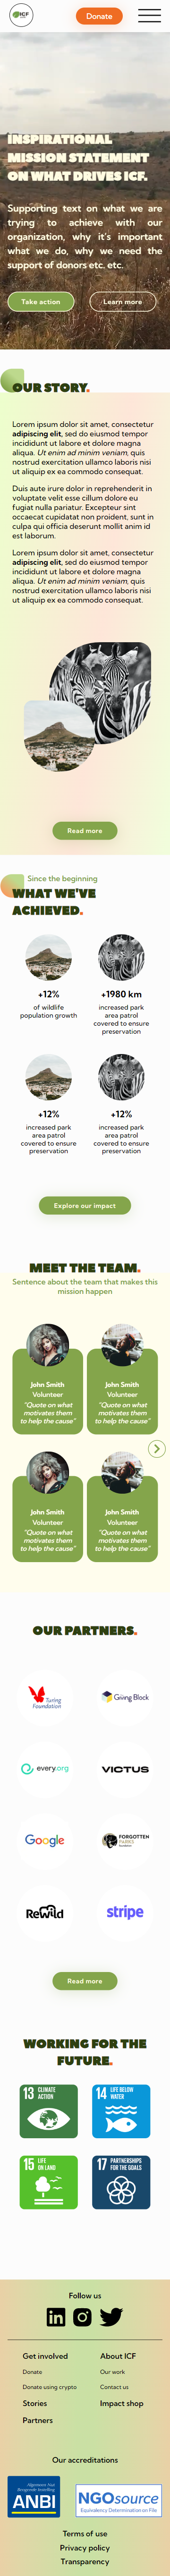 ICF
Donate
INSPIRATIONAL
MISSION STATEMENT
ON WHAT DRIVES ICF.
Supporting text on what we are
trying to achieve with our
organization, why it's important
what we do, why we need the
support of donors etc. etc.
Take action
Learn more
OUR STORY.
Lorem ipsum dolor sit amet, consectetur
adipiscing elit, sed do eiusmod tempor
incididunt ut labore et dolore magna
aliqua. Ut enim ad minim veniam, quis
nostrud exercitation ullamco laboris nisi
ut aliquip ex ea commodo consequat.
Duis aute irure dolor in reprehenderit in
voluptate velit esse cillum dolore eu
fugiat nulla pariatur. Excepteur sint
occaecat cupidatat non proident, sunt in
culpa qui officia deserunt mollit anim id
est laborum.
Lorem ipsum dolor sit amet, consectetur
adipiscing elit, sed do eiusmod tempor
incididunt ut labore et dolore magna
aliqua. Ut enim ad minim veniam, quis
nostrud exercitation ullamco laboris nisi
ut aliquip ex ea commodo consequat.
Read more
Since the beginning
WHAT WE'VE
ACHIEVED.
+12%
of wildlife
population growth
+1980 km
increased park
area patrol
covered to ensure
preservation
+12%
increased park
area patrol
covered to ensure
preservation
+12%
increased park
area patrol
covered to ensure
preservation
Explore our impact
MEET THE TEAM.
Sentence about the team that makes this
mission happen
John Smith
Volunteer
"Quote on what
motivates them
to help the cause"
John Smith
Volunteer
"Quote on what
motivates them
to help the cause"
John Smith
Volunteer
"Quote on what
motivates them
to help the cause"
John Smith
Volunteer
"Quote on what
motivates them
to help the cause"
OUR PARTNERS.
Turing
Foundation
Giving Block
every.org
VICTUS
Google
FORGOTTEN
PARKS
foundation
ReWild
stripe
Read more
WORKING FOR THE
FUTURE.
13 CLIMATE
ACTION
14 LIFE BELOW
WATER
15 LIFE
ON LAND
17 PARTNERSHIPS
FOR THE GOALS
Follow us
Get involved
Donate
Donate using crypto
Stories
Partners
About ICF
Our work
Contact us
Impact shop
Our accreditations
Algemeen Nut
Beogende Instelling
ANBI
NGOsource
Equivalency Determination on File
Terms of use
Privacy policy
Transparency